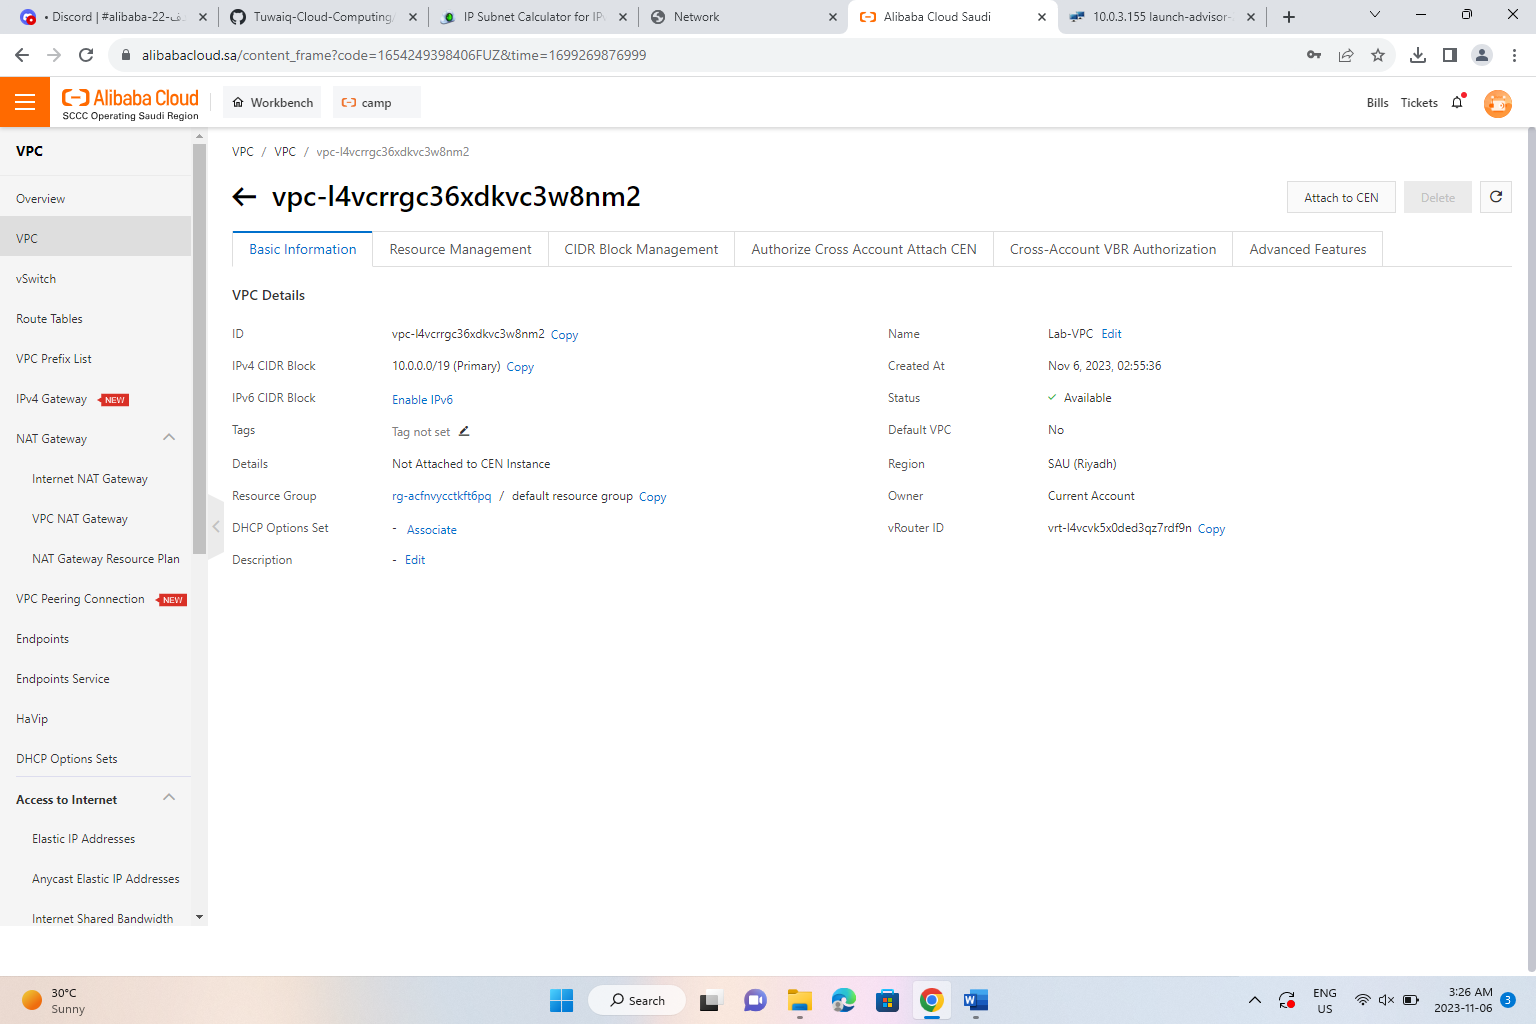 • Discord | #alibaba-22-
Tuwaiq-Cloud-Computing
IP Subnet Calculator for IP
Network
Alibaba Cloud Saudi
10.0.3.155 launch-advisor-
alibabacloud.sa/content_frame?code=1654249398406FUZ&time=1699269876999
Alibaba Cloud
SCCC Operating Saudi Region
Workbench
camp
Bills
Tickets
VPC
Overview
VPC
vSwitch
Route Tables
VPC Prefix List
IPv4 Gateway NEW
NAT Gateway
Internet NAT Gateway
VPC NAT Gateway
NAT Gateway Resource Plan
VPC Peering Connection NEW
Endpoints
Endpoints Service
HaVip
DHCP Options Sets
Access to Internet
Elastic IP Addresses
Anycast Elastic IP Addresses
Internet Shared Bandwidth
VPC / VPC / vpc-l4vcrrgc36xdkvc3w8nm2
vpc-l4vcrrgc36xdkvc3w8nm2
Attach to CEN
Delete
Basic Information
Resource Management
CIDR Block Management
Authorize Cross Account Attach CEN
Cross-Account VBR Authorization
Advanced Features
VPC Details
ID vpc-l4vcrrgc36xdkvc3w8nm2 Copy
Name Lab-VPC Edit
IPv4 CIDR Block 10.0.0.0/19 (Primary) Copy
Created At Nov 6, 2023, 02:55:36
IPv6 CIDR Block Enable IPv6
Status Available
Tags Tag not set
Default VPC No
Details Not Attached to CEN Instance
Region SAU (Riyadh)
Resource Group rg-acfnvycctkft6pq / default resource group Copy
Owner Current Account
DHCP Options Set - Associate
vRouter ID vrt-l4vcvk5x0ded3qz7rdf9n Copy
Description - Edit
30°C
Sunny
Search
ENG
US
3:26 AM
2023-11-06
3